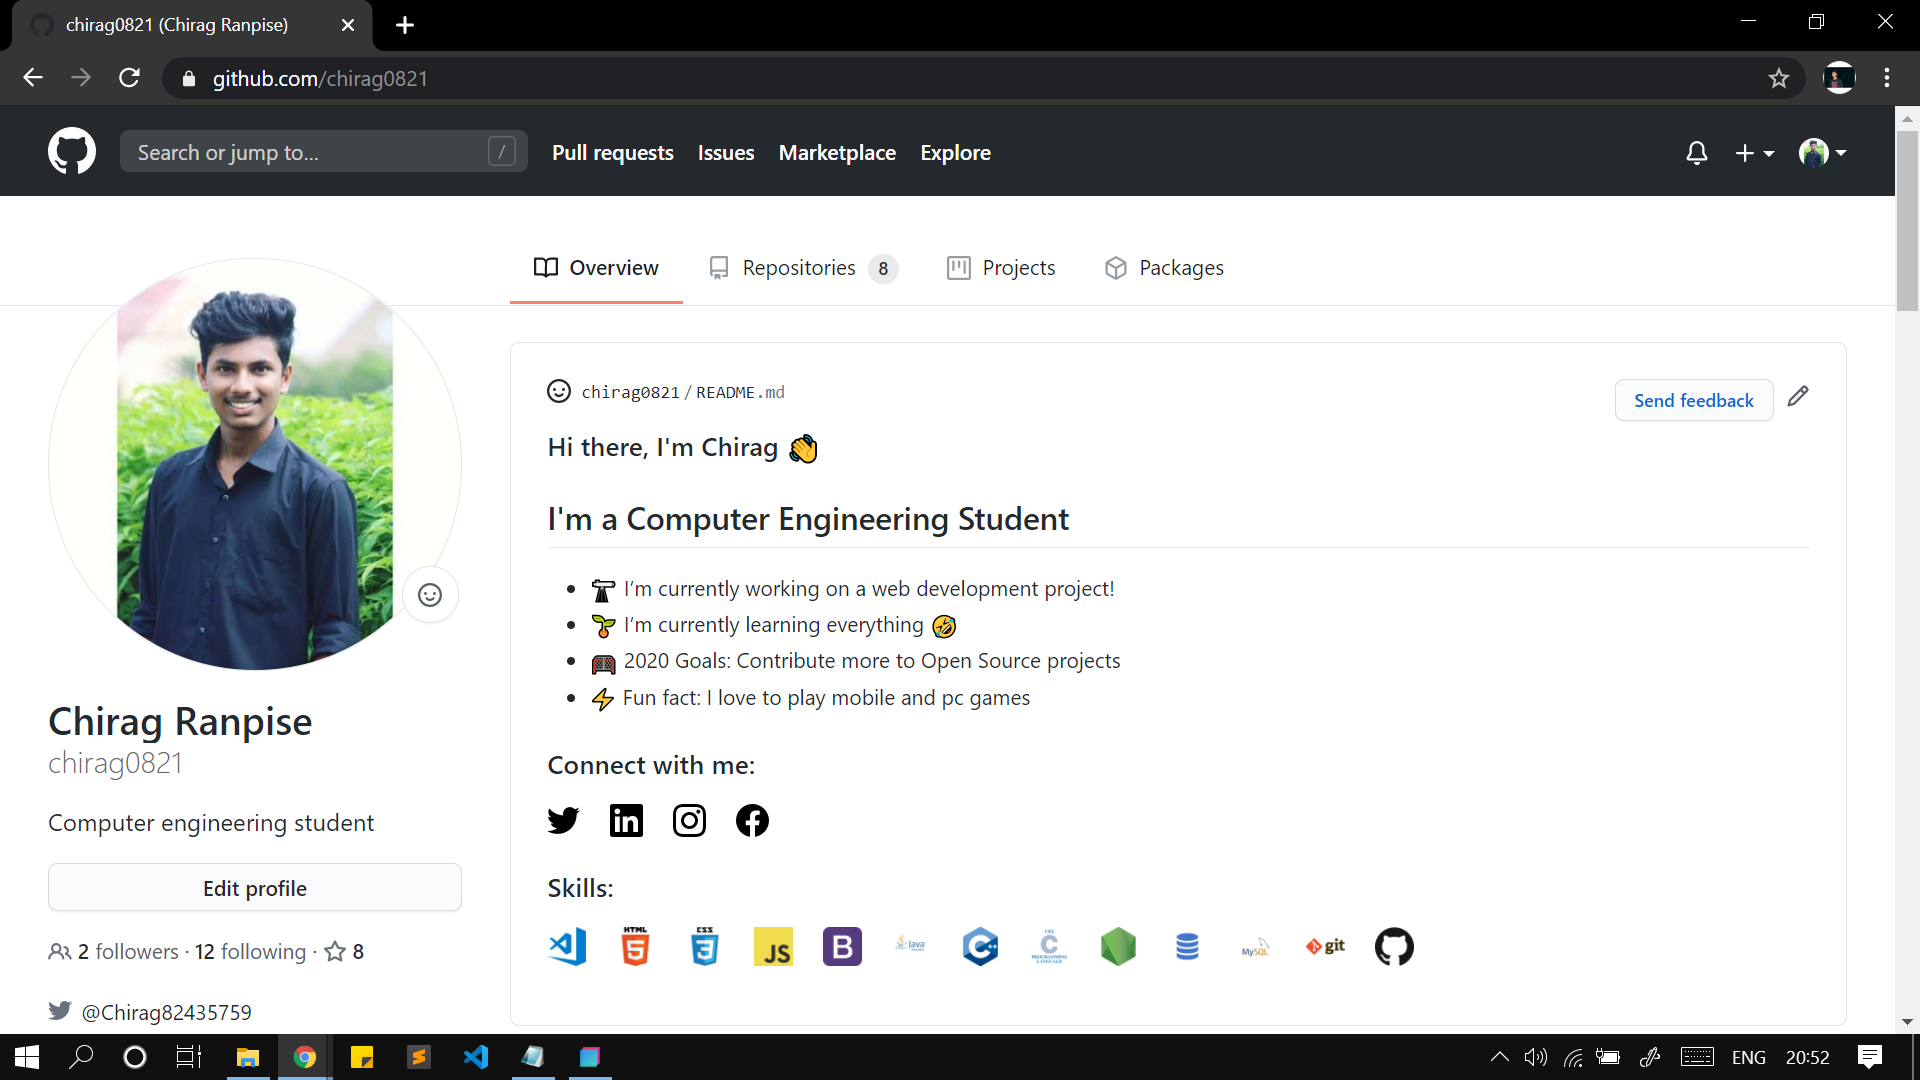 chirag0821 (Chirag Ranpise)
github.com/chirag0821
Search or jump to... /
Pull requests Issues Marketplace Explore
Overview Repositories 8 Projects Packages
chirag0821/README.md
Send feedback
Hi there, I'm Chirag 👋
I'm a Computer Engineering Student
I’m currently working on a web development project!
I’m currently learning everything 🤣
2020 Goals: Contribute more to Open Source projects
⚡ Fun fact: I love to play mobile and pc games
Connect with me:
Skills:
HTML
CSS
JS
B
Java
C++
THE C PROGRAMMING LANGUAGE
MySQL
git
Chirag Ranpise
chirag0821
Computer engineering student
Edit profile
2 followers · 12 following · 8
@Chirag82435759
ENG 20:52